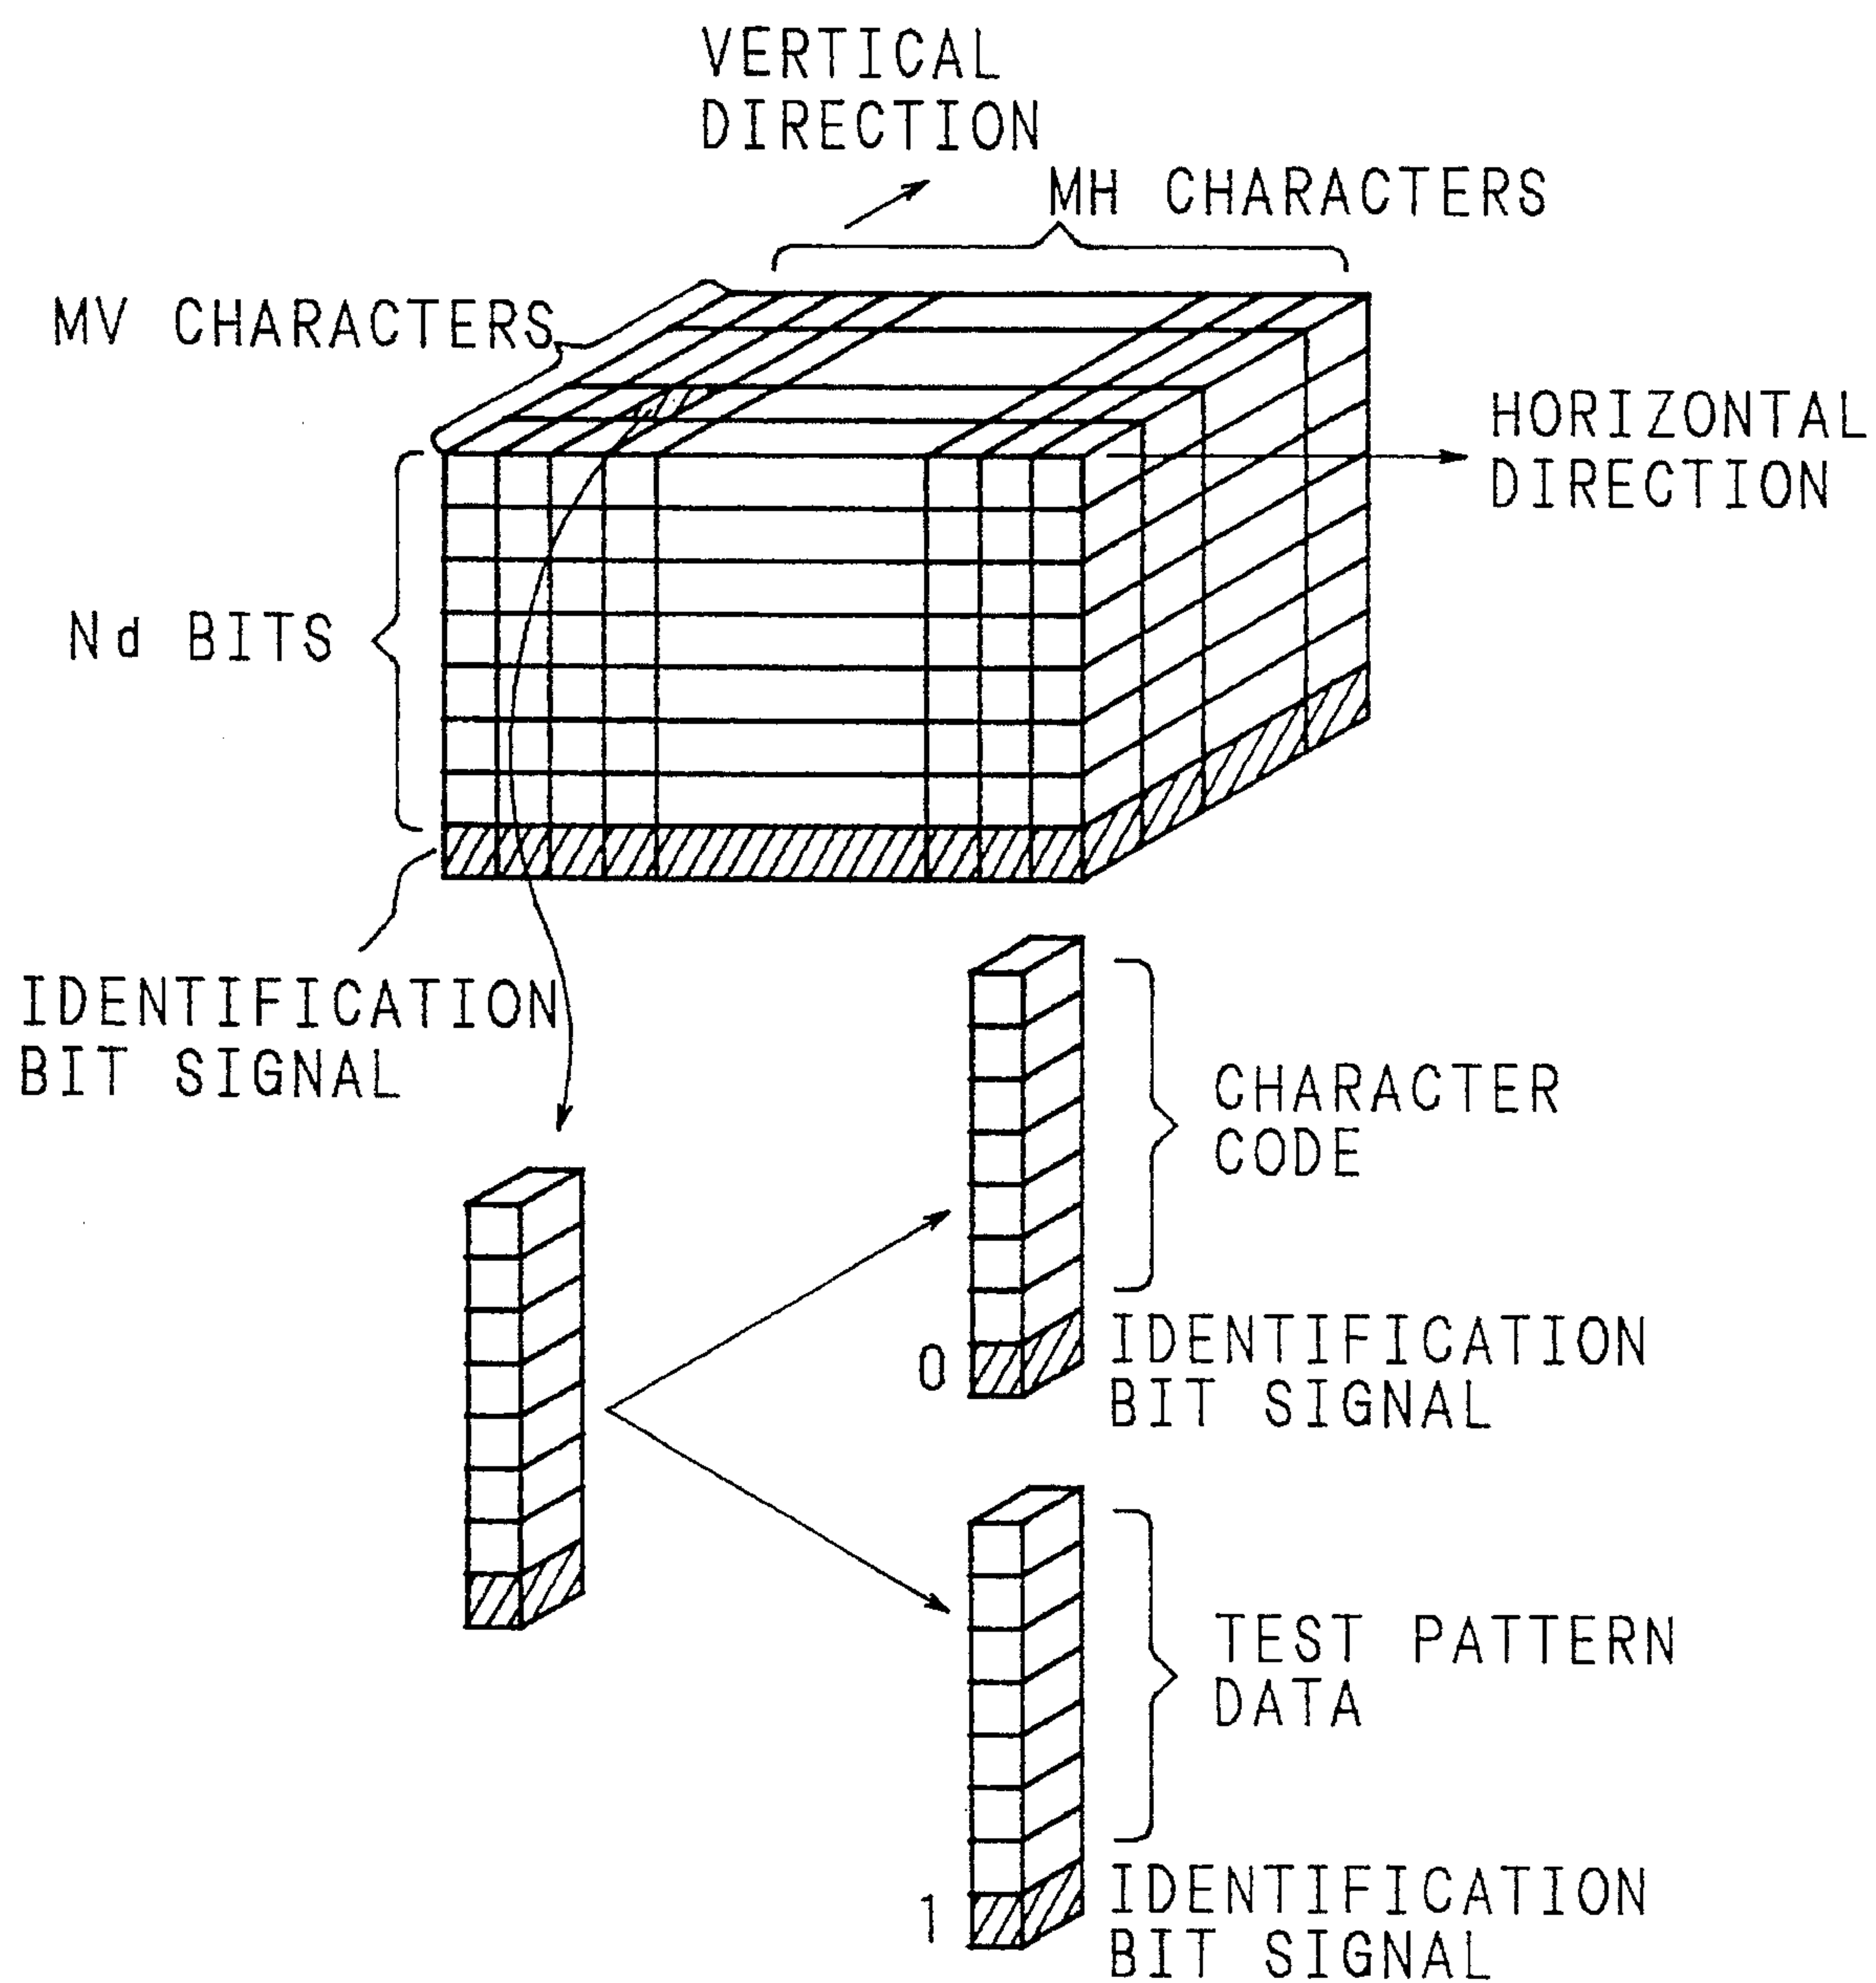 VERTICAL
DIRECTION
MH CHARACTERS
MV CHARACTERS
HORIZONTAL
DIRECTION
Nd BITS
IDENTIFICATION
BIT SIGNAL
CHARACTER
CODE
0
IDENTIFICATION
BIT SIGNAL
TEST PATTERN
DATA
1
IDENTIFICATION
BIT SIGNAL